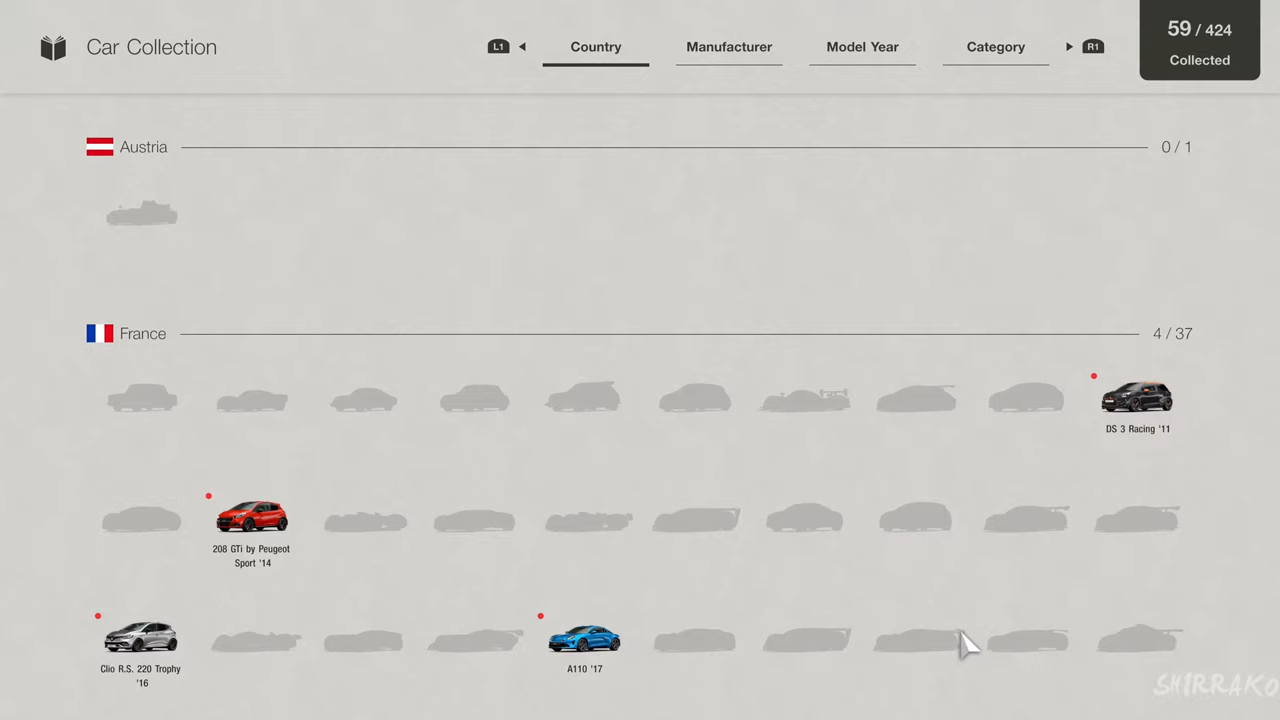 Car Collection
L1
Country
Manufacturer
Model Year
Category
R1
59 / 424
Collected
Austria
0 / 1
France
4 / 37
DS 3 Racing '11
208 GTi by Peugeot
Sport '14
Clio R.S. 220 Trophy
'16
A110 '17
SHIRRAKO